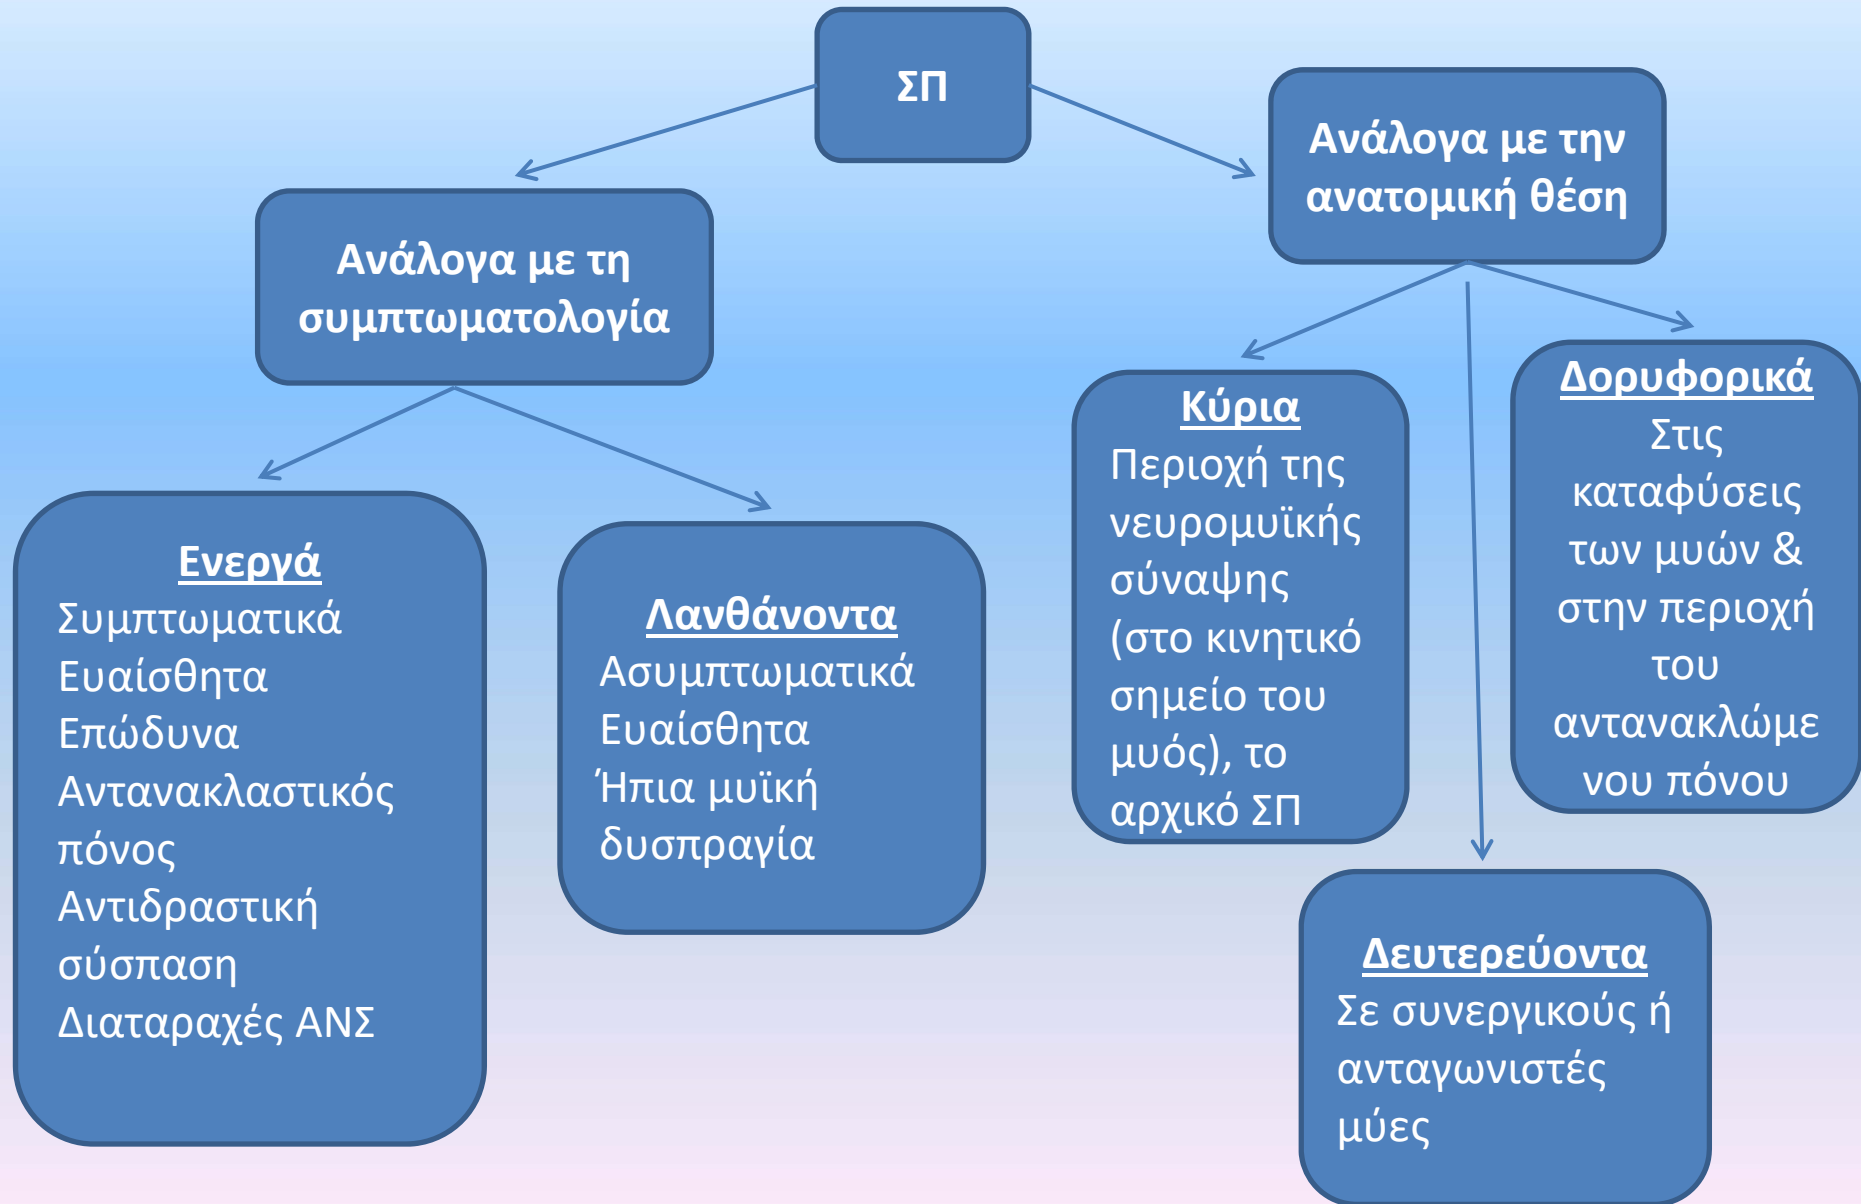 ΣΠ
Ανάλογα με τη
συμπτωματολογία
Ανάλογα με την
ανατομική θέση
Ενεργά
Συμπτωματικά
Ευαίσθητα
Επώδυνα
Αντανακλαστικός
πόνος
Αντιδραστική
σύσπαση
Διαταραχές ΑΝΣ
Λανθάνοντα
Ασυμπτωματικά
Ευαίσθητα
Ήπια μυϊκή
δυσπραγία
Κύρια
Περιοχή της
νευρομυϊκής
σύναψης
(στο κινητικό
σημείο του
μυός), το
αρχικό ΣΠ
Δορυφορικά
Στις
καταφύσεις
των μυών &
στην περιοχή
του
αντανακλώμε
νου πόνου
Δευτερεύοντα
Σε συνεργικούς ή
ανταγωνιστές
μύες